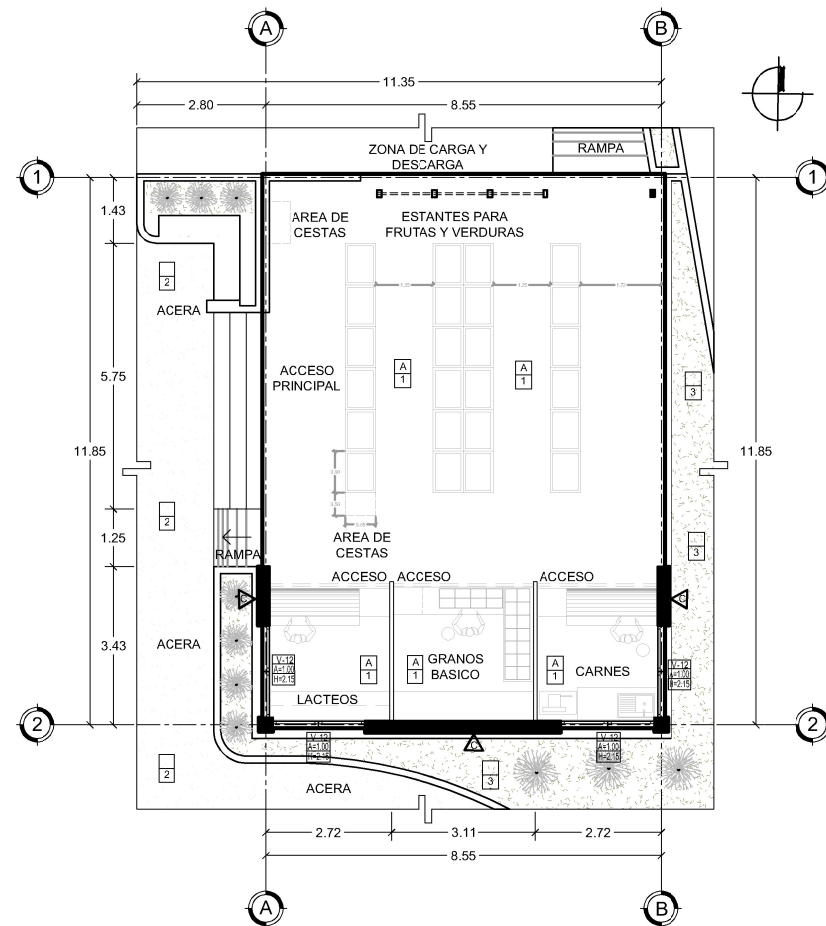 A
B
11.35
2.80
8.55
ZONA DE CARGA Y
DESCARGA
RAMPA
1
1
1.43
AREA DE
CESTAS
ESTANTES PARA
FRUTAS Y VERDURAS
2
ACERA
1.25
ACCESO
PRINCIPAL
A
1
A
1
3
5.75
11.85
11.85
2
3
1.25
RAMPA
AREA DE
CESTAS
ACCESO
ACCESO
ACCESO
C
C
3.43
ACERA
V-12
A=1.00
H=2.15
A
1
A
1
GRANOS
BASICO
A
1
CARNES
V-12
A=1.00
H=2.15
LACTEOS
2
2
V-12
A=1.00
H=2.15
C
V-12
A=1.00
H=2.15
2
3
ACERA
2.72
3.11
2.72
8.55
A
B